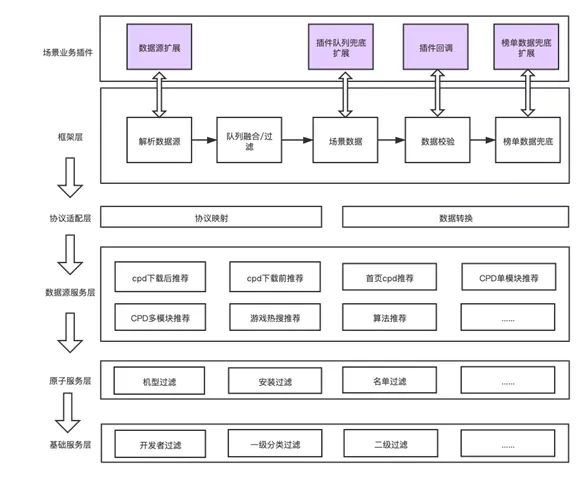 场景业务插件
数据源扩展
插件队列兜底
扩展
插件回调
榜单数据兜底
扩展
框架层
解析数据源
队列融合/过
滤
场景数据
数据校验
榜单数据兜底
协议适配层
协议映射
数据转换
数据源服务层
cpd下载后推荐
cpd下载前推荐
首页cpd推荐
CPD单模块推荐
CPD多模块推荐
游戏热搜推荐
算法推荐
……
原子服务层
机型过滤
安装过滤
名单过滤
……
基础服务层
开发者过滤
一级分类过滤
二级过滤
……